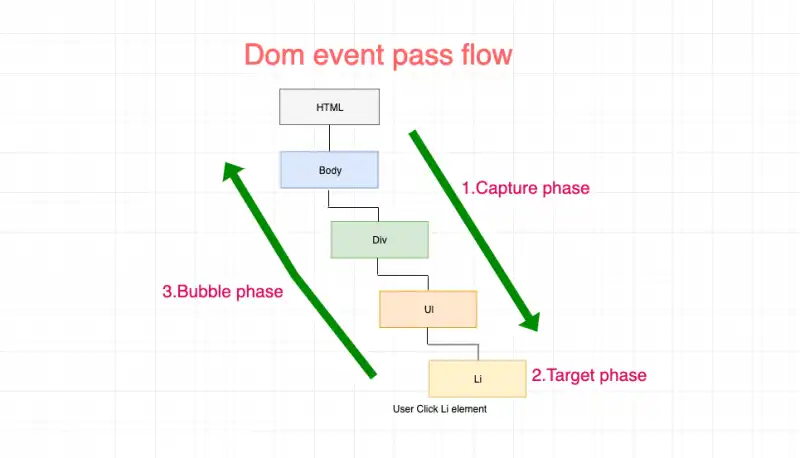 Dom event pass flow
HTML
Body
1.Capture phase
Div
3.Bubble phase
Ul
Li
2.Target phase
User Click Li element